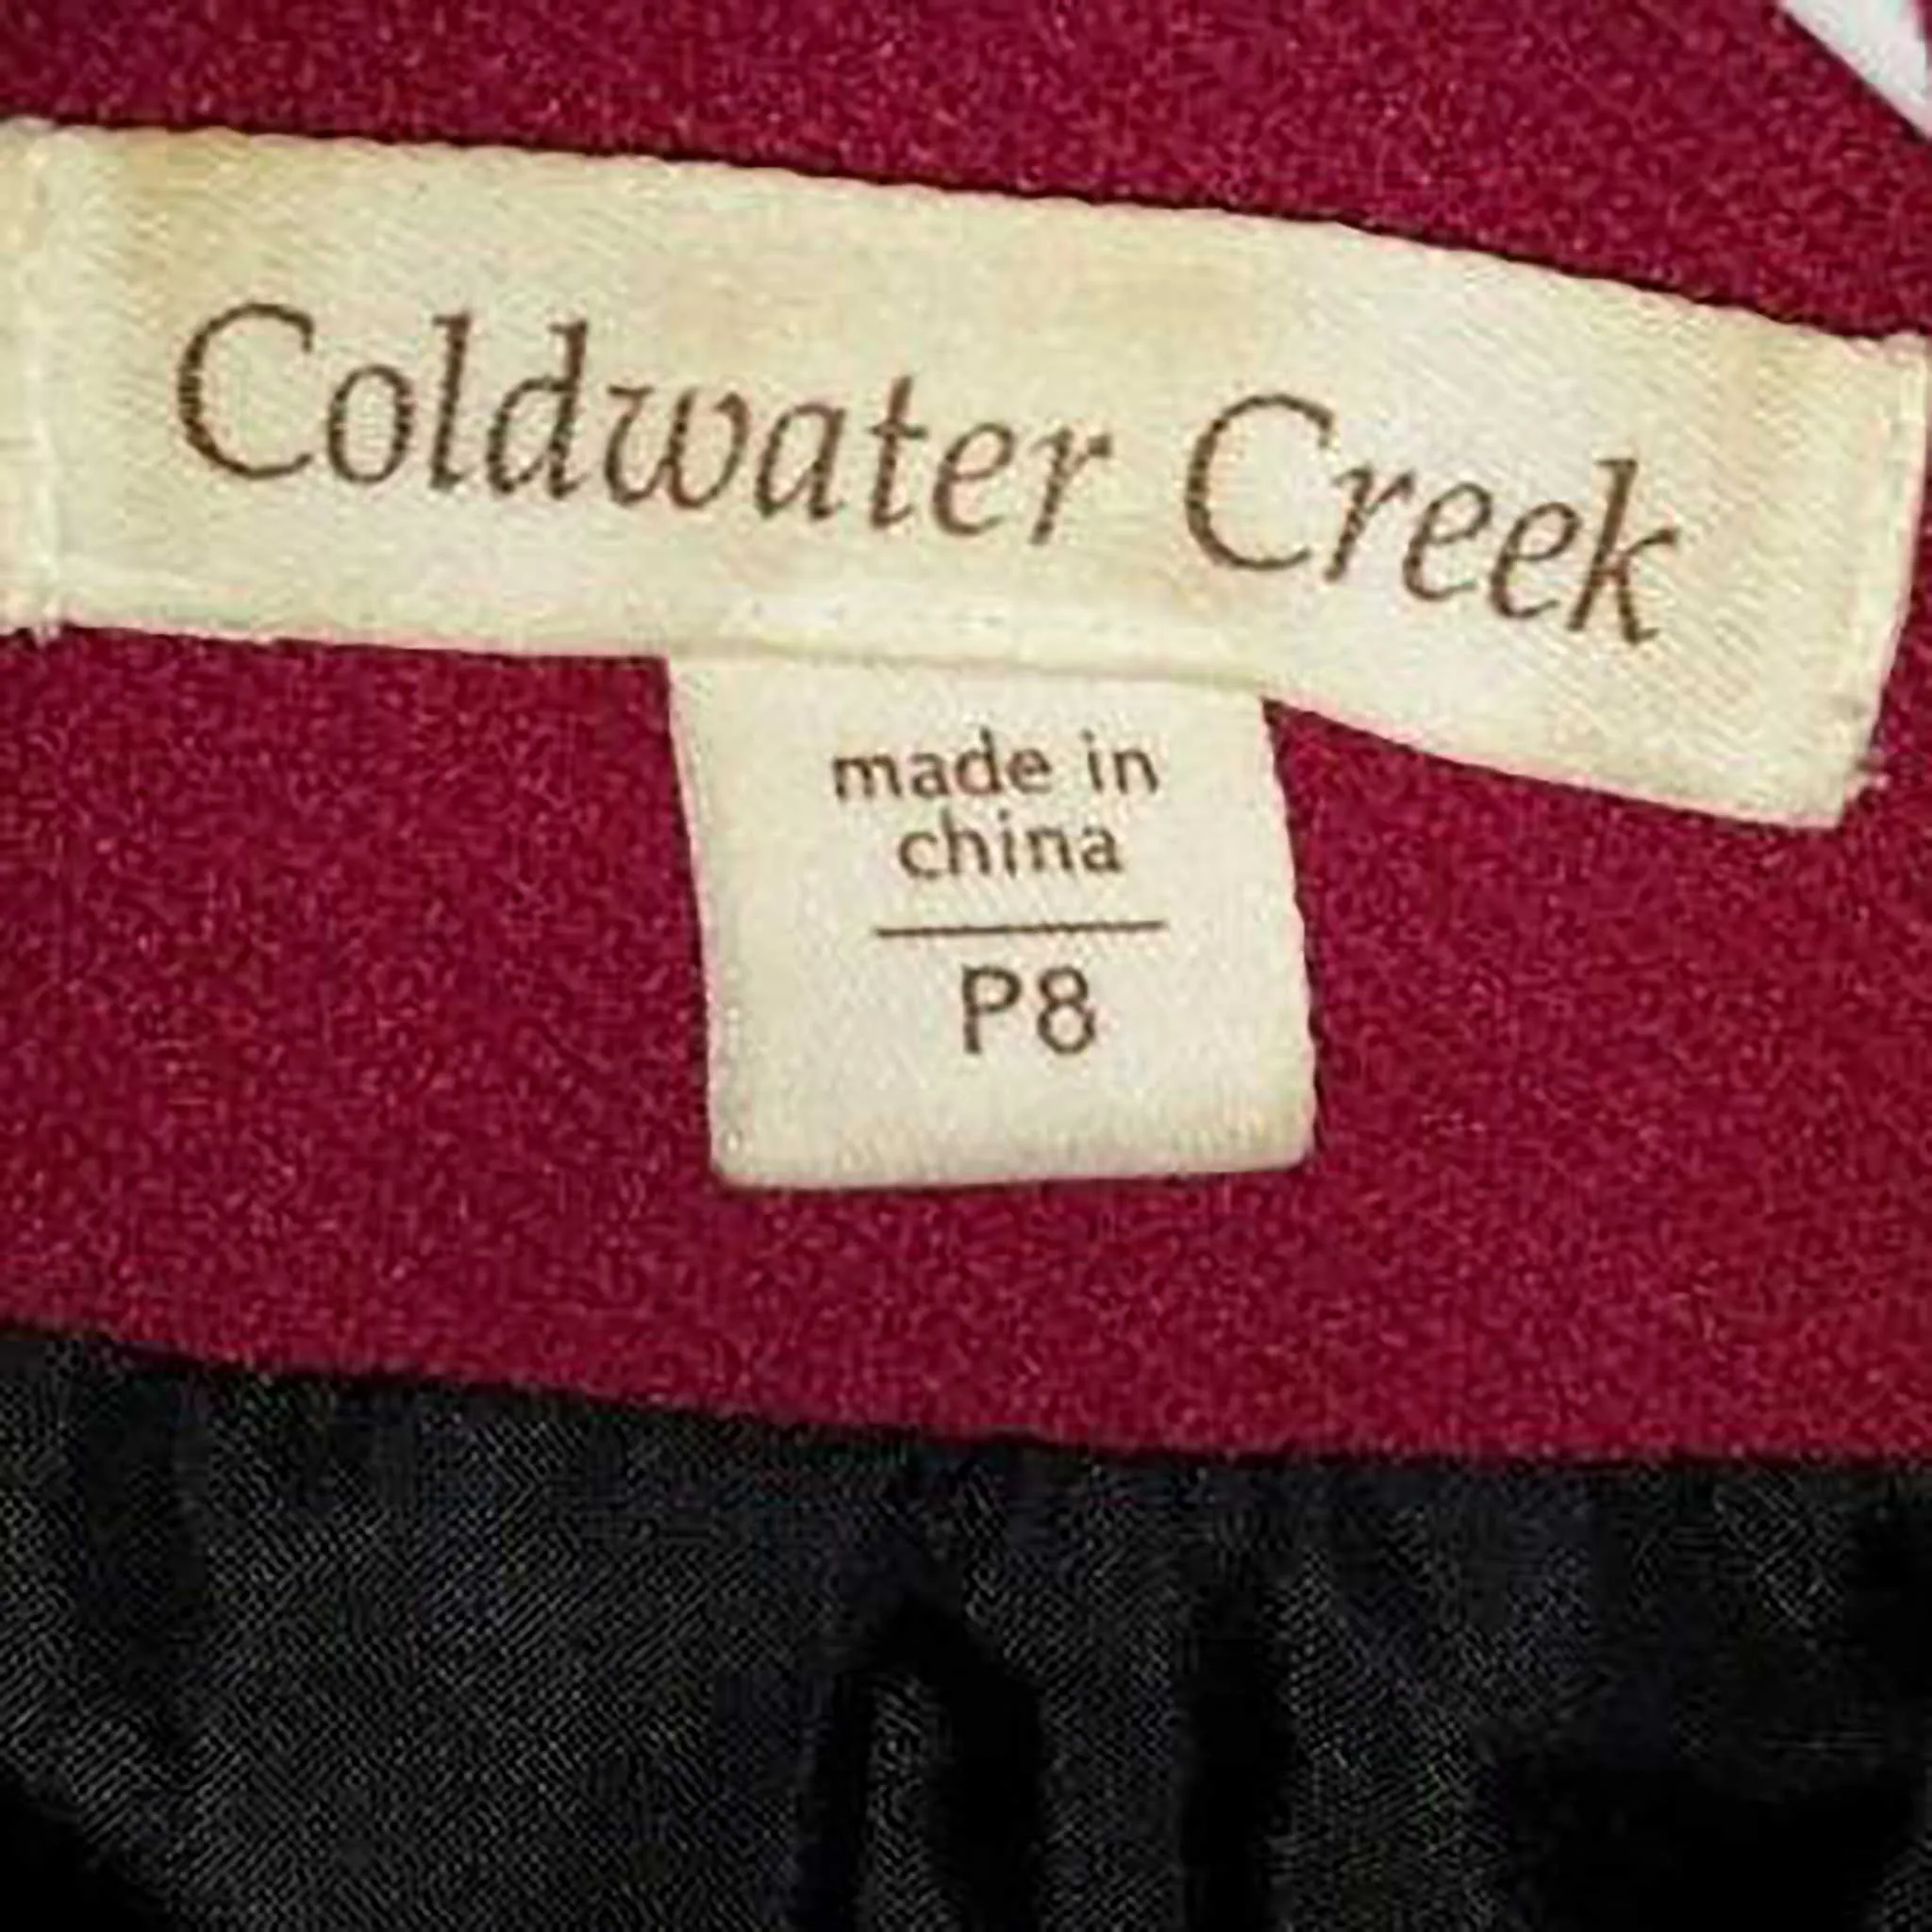 Coldwater Creek
made in
china
P8